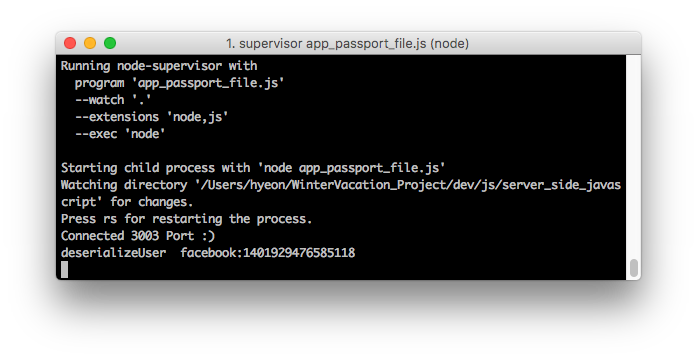 1. supervisor app_passport_file.js (node)
Running node-supervisor with
  program 'app_passport_file.js'
  --watch '.'
  --extensions 'node,js'
  --exec 'node'

Starting child process with 'node app_passport_file.js'
Watching directory '/Users/hyeon/WinterVacation_Project/dev/js/server_side_javas
cript' for changes.
Press rs for restarting the process.
Connected 3003 Port :)
deserializeUser  facebook:1401929476585118